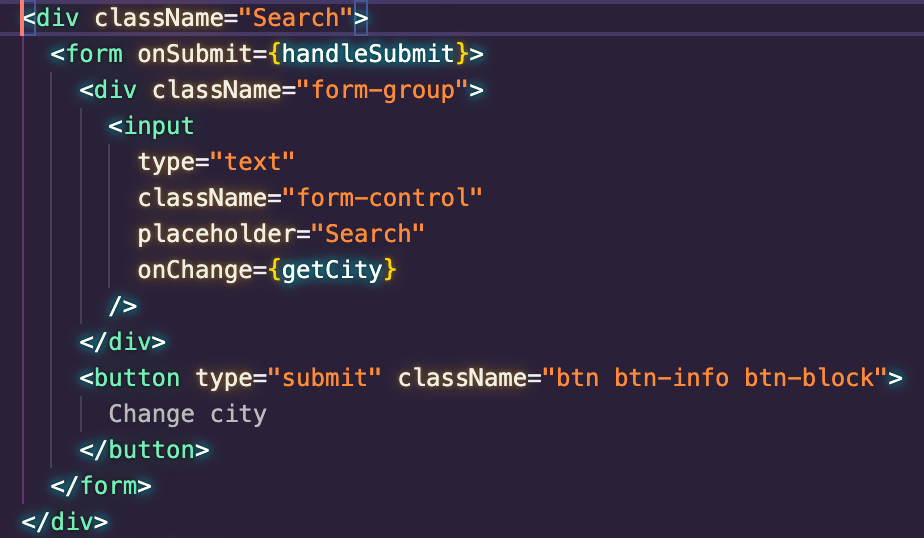 <div className="Search">
  <form onSubmit={handleSubmit}>
    <div className="form-group">
      <input
        type="text"
        className="form-control"
        placeholder="Search"
        onChange={getCity}
      />
    </div>
    <button type="submit" className="btn btn-info btn-block">
      Change city
    </button>
  </form>
</div>